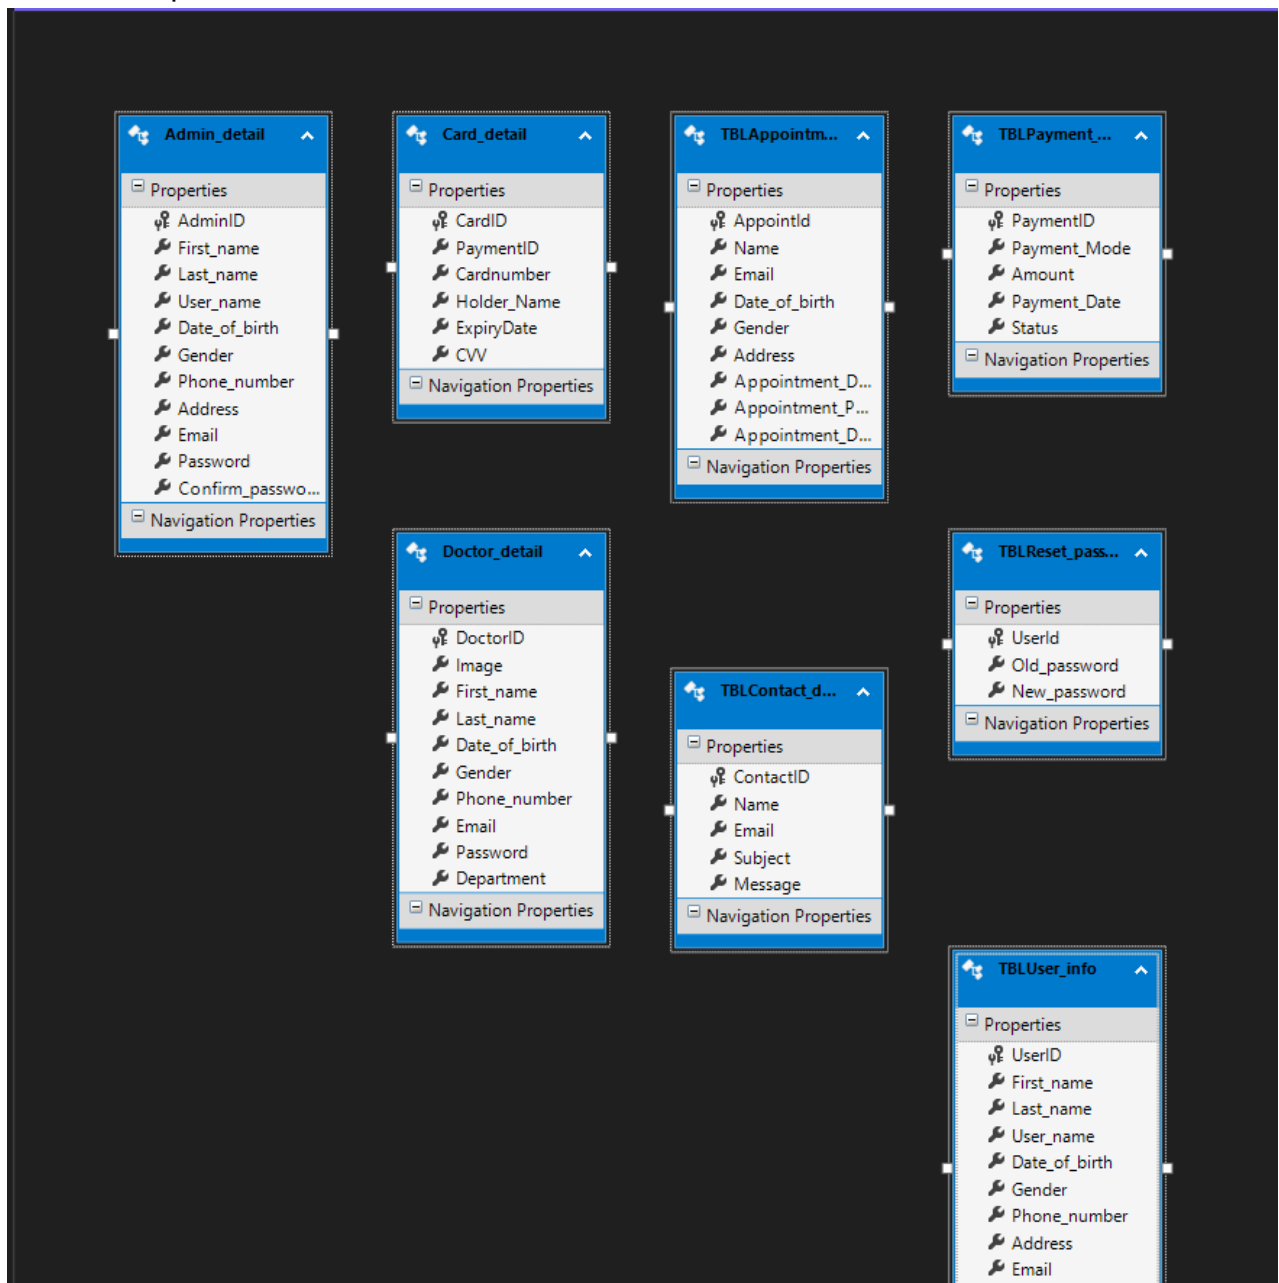 Admin_detail
Properties
AdminID
First_name
Last_name
User_name
Date_of_birth
Gender
Phone_number
Address
Email
Password
Confirm_passwo...
Navigation Properties
Card_detail
Properties
CardID
PaymentID
Cardnumber
Holder_Name
ExpiryDate
CVV
Navigation Properties
TBLAppointm...
Properties
AppointId
Name
Email
Date_of_birth
Gender
Address
Appointment_D...
Appointment_P...
Appointment_D...
Navigation Properties
TBLPayment_...
Properties
PaymentID
Payment_Mode
Amount
Payment_Date
Status
Navigation Properties
Doctor_detail
Properties
DoctorID
Image
First_name
Last_name
Date_of_birth
Gender
Phone_number
Email
Password
Department
Navigation Properties
TBLContact_d...
Properties
ContactID
Name
Email
Subject
Message
Navigation Properties
TBLReset_pass...
Properties
UserId
Old_password
New_password
Navigation Properties
TBLUser_info
Properties
UserID
First_name
Last_name
User_name
Date_of_birth
Gender
Phone_number
Address
Email